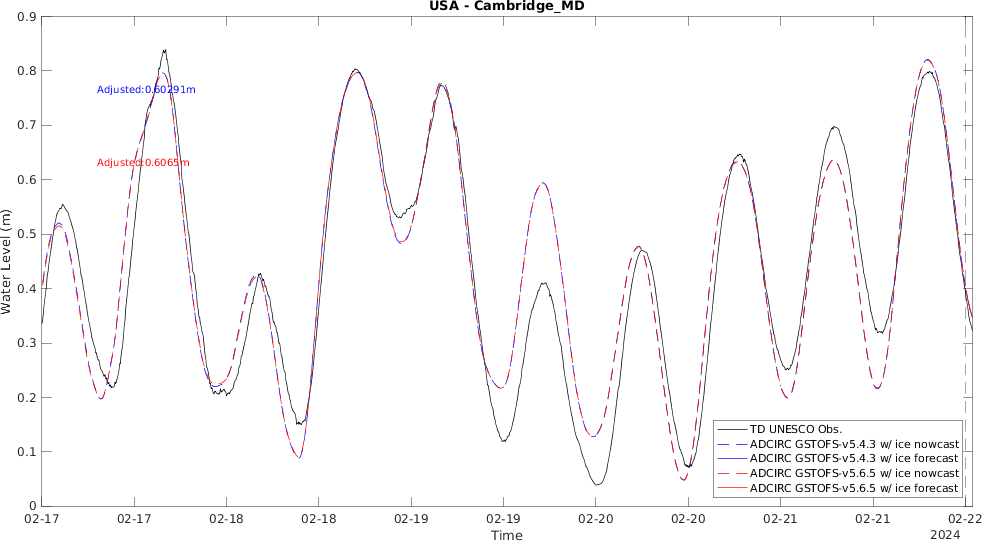 USA - Cambridge_MD
0.9
0.8
0.7
0.6
0.5
0.4
0.3
0.2
0.1
0
Water Level (m)
Adjusted:0.60291m
Adjusted:0.6065m
TD UNESCO Obs.
ADCIRC GSTOFS-v5.4.3 w/ ice nowcast
ADCIRC GSTOFS-v5.4.3 w/ ice forecast
ADCIRC GSTOFS-v5.6.5 w/ ice nowcast
ADCIRC GSTOFS-v5.6.5 w/ ice forecast
02-17 02-17 02-18 02-18 02-19 02-19 02-20 02-20 02-21 02-21 02-22
Time
2024